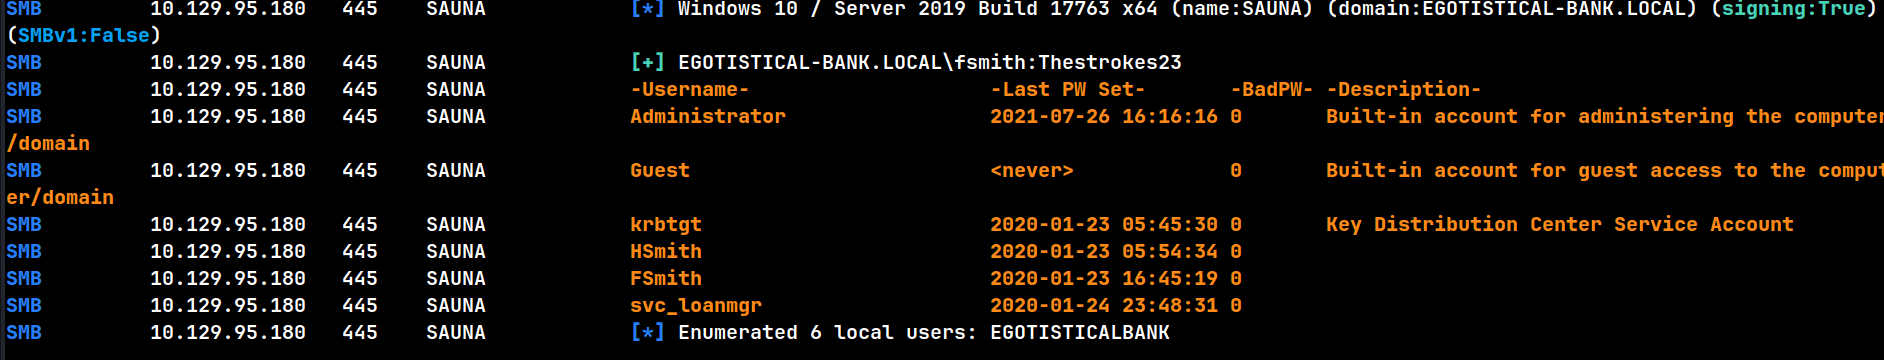 SMB 10.129.95.180 445 SAUNA [*] Windows 10 / Server 2019 Build 17763 x64 (name:SAUNA) (domain:EGOTISTICAL-BANK.LOCAL) (signing:True)
(SMBv1:False)
SMB 10.129.95.180 445 SAUNA [+] EGOTISTICAL-BANK.LOCAL\fsmith:Thestrokes23
SMB 10.129.95.180 445 SAUNA -Username- -Last PW Set- -BadPW- -Description-
SMB 10.129.95.180 445 SAUNA Administrator 2021-07-26 16:16:16 0 Built-in account for administering the computer
/domain
SMB 10.129.95.180 445 SAUNA Guest <never> 0 Built-in account for guest access to the comput
er/domain
SMB 10.129.95.180 445 SAUNA krbtgt 2020-01-23 05:45:30 0 Key Distribution Center Service Account
SMB 10.129.95.180 445 SAUNA HSmith 2020-01-23 05:54:34 0
SMB 10.129.95.180 445 SAUNA FSmith 2020-01-23 16:45:19 0
SMB 10.129.95.180 445 SAUNA svc_loanmgr 2020-01-24 23:48:31 0
SMB 10.129.95.180 445 SAUNA [*] Enumerated 6 local users: EGOTISTICALBANK